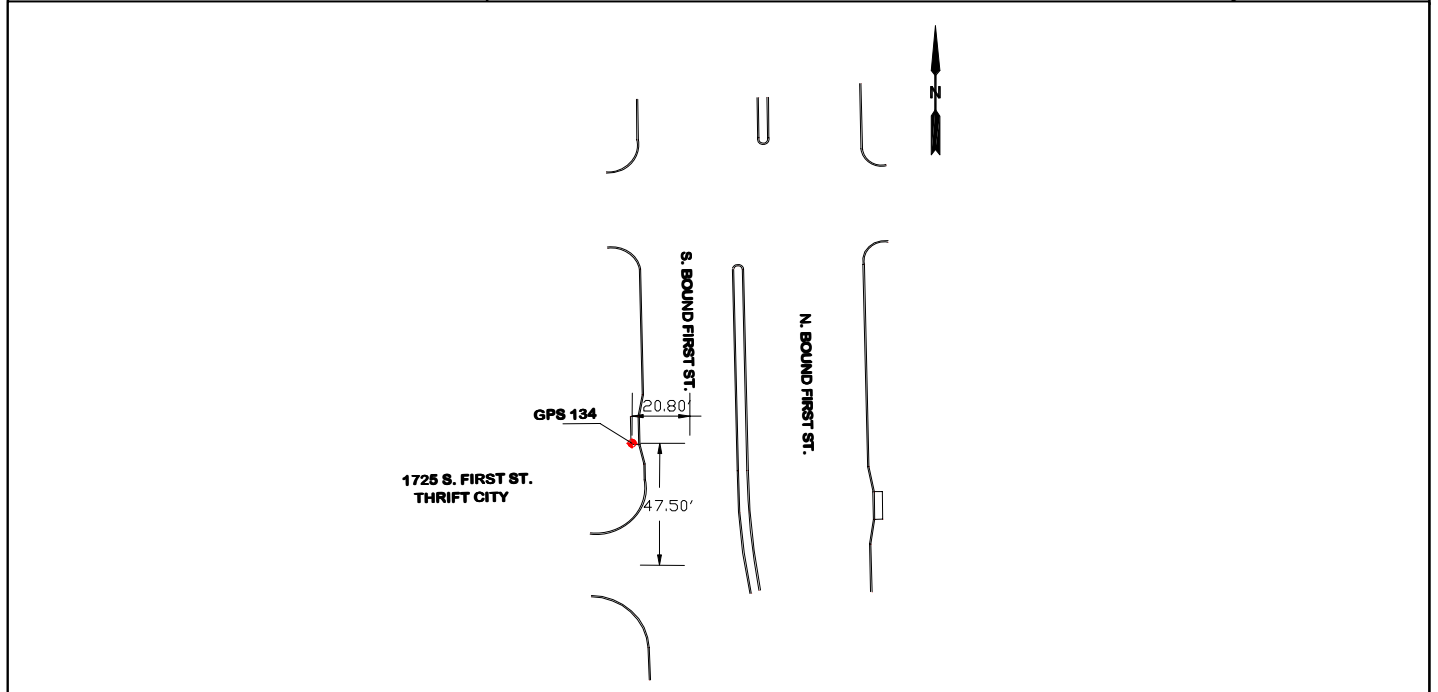 N
S. BOUND FIRST ST.
N. BOUND FIRST ST.
20.80'
GPS 134
1725 S. FIRST ST.
THRIFT CITY
47.50'